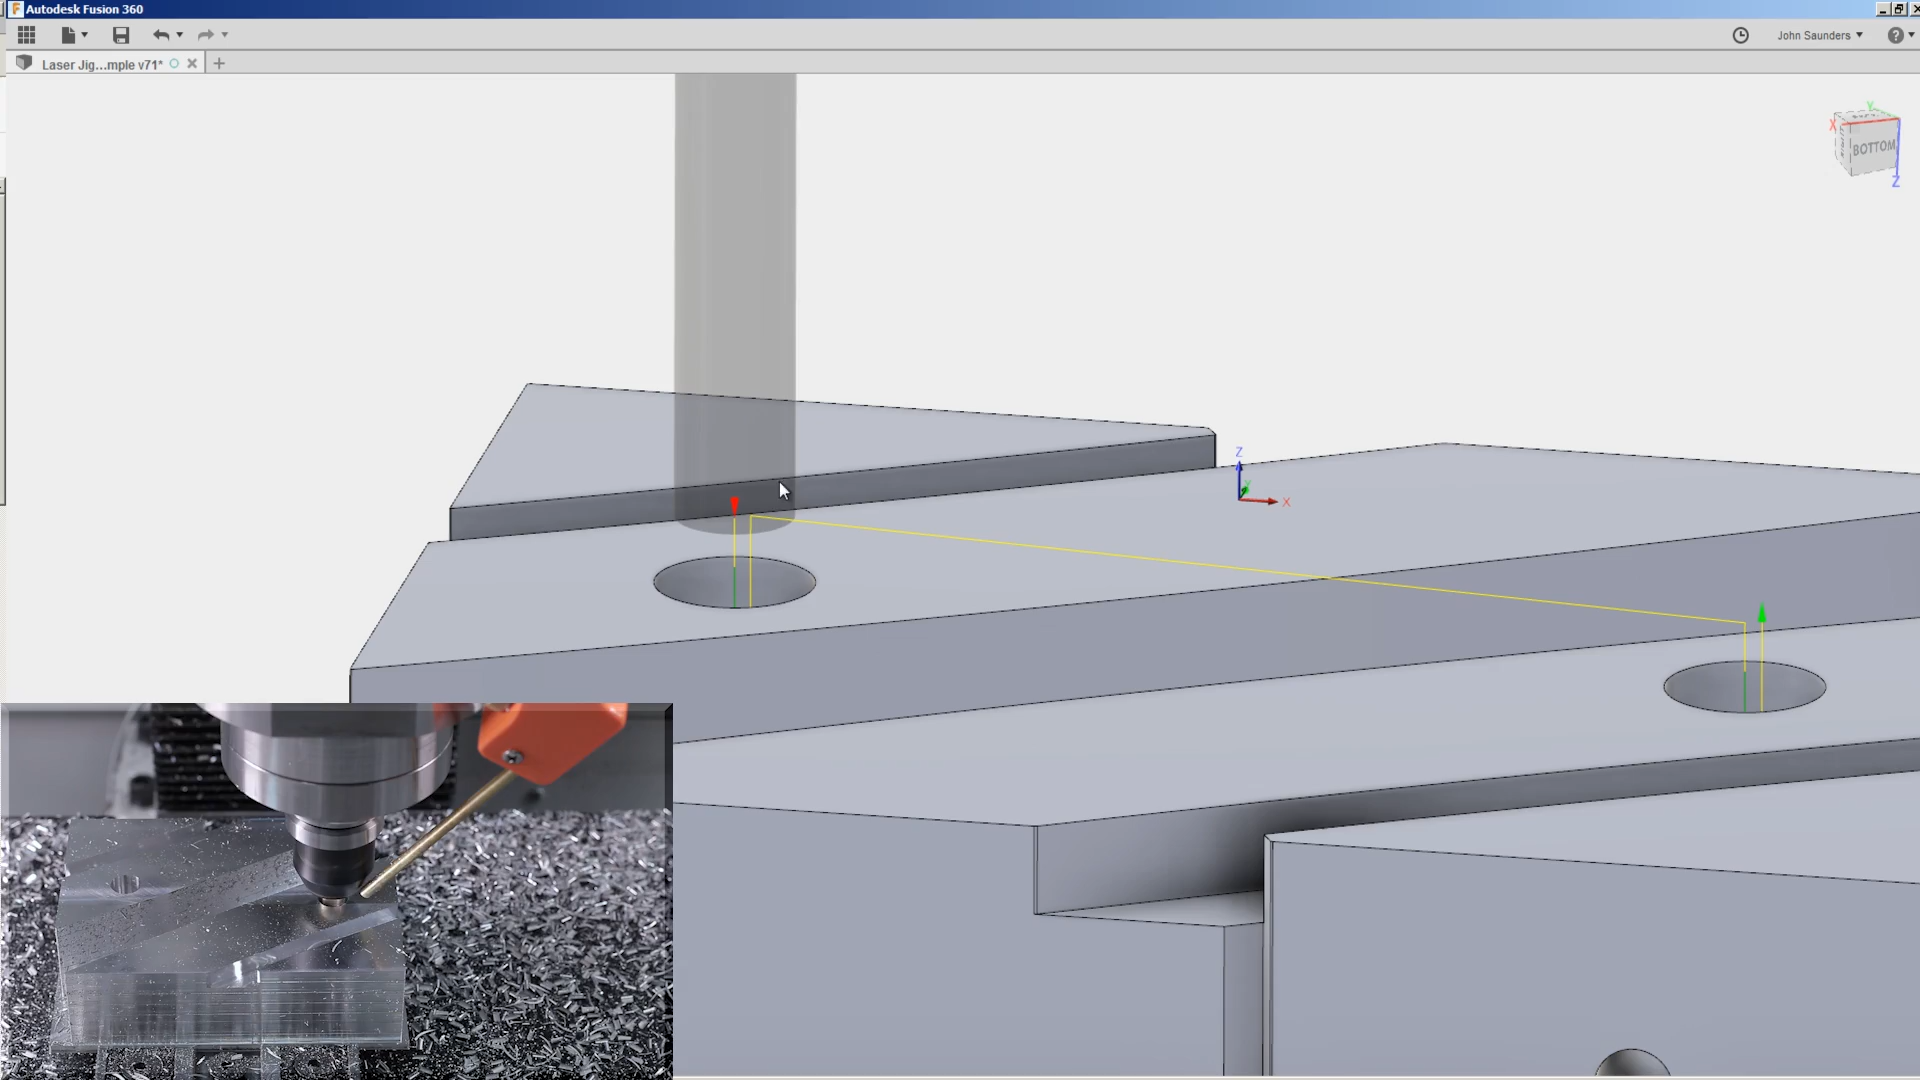 Autodesk Fusion 360
John Saunders
?
Laser Jig...mple v71*
Y
X
BOTTOM
Z
Z
Y
X